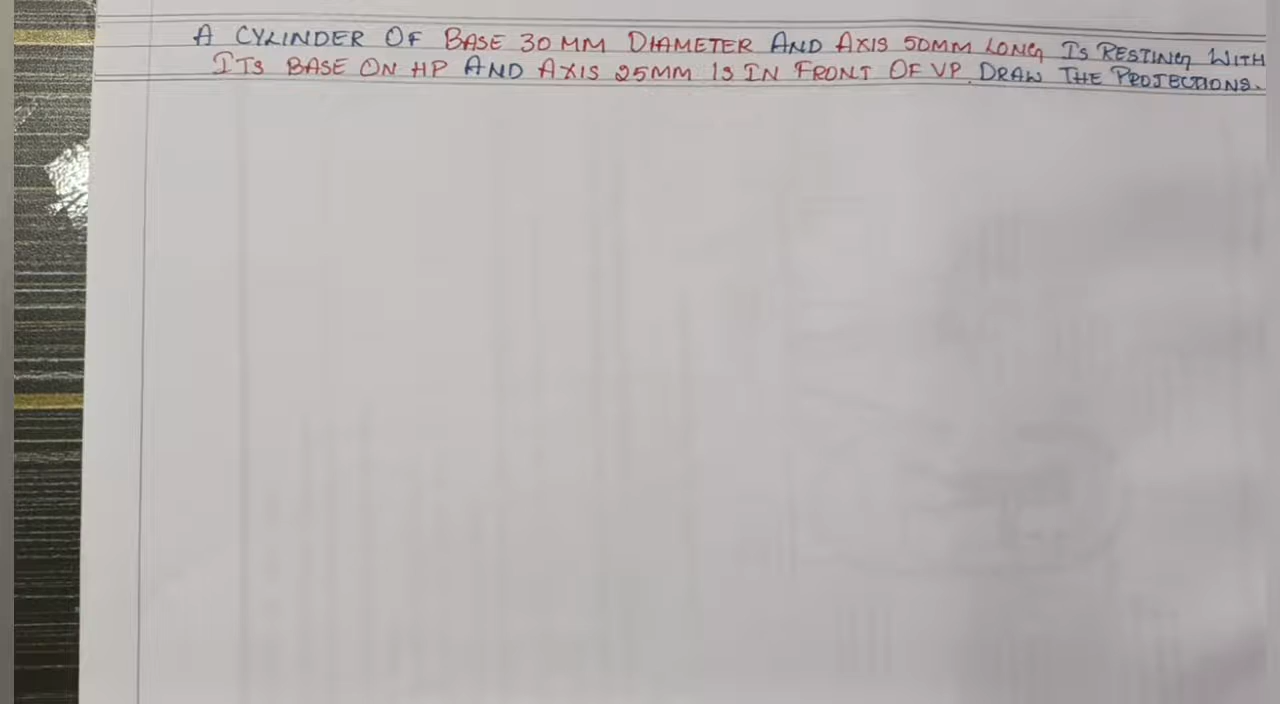 A CYLINDER OF BASE 30 MM DIAMETER AND AXIS 50MM LONG IS RESTING WITH
ITS BASE ON HP AND AXIS 25MM IS IN FRONT OF VP. DRAW THE PROJECTIONS.